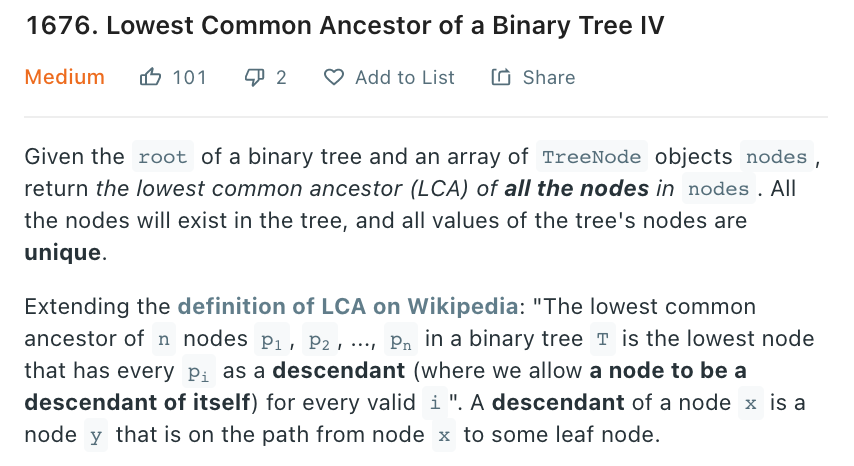 1676. Lowest Common Ancestor of a Binary Tree IV
Medium 101 2 Add to List Share
Given the root of a binary tree and an array of TreeNode objects nodes ,
return the lowest common ancestor (LCA) of all the nodes in nodes . All
the nodes will exist in the tree, and all values of the tree's nodes are
unique.
Extending the definition of LCA on Wikipedia: "The lowest common
ancestor of n nodes p₁ , p₂ , ..., pₙ in a binary tree T is the lowest node
that has every pᵢ as a descendant (where we allow a node to be a
descendant of itself) for every valid i ". A descendant of a node x is a
node y that is on the path from node x to some leaf node.